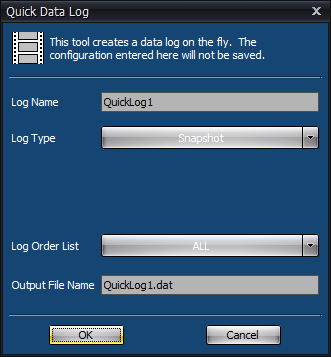 Quick Data Log
This tool creates a data log on the fly. The
configuration entered here will not be saved.
Log Name
QuickLog1
Log Type
Snapshot
Log Order List
ALL
Output File Name
QuickLog1.dat
OK
Cancel